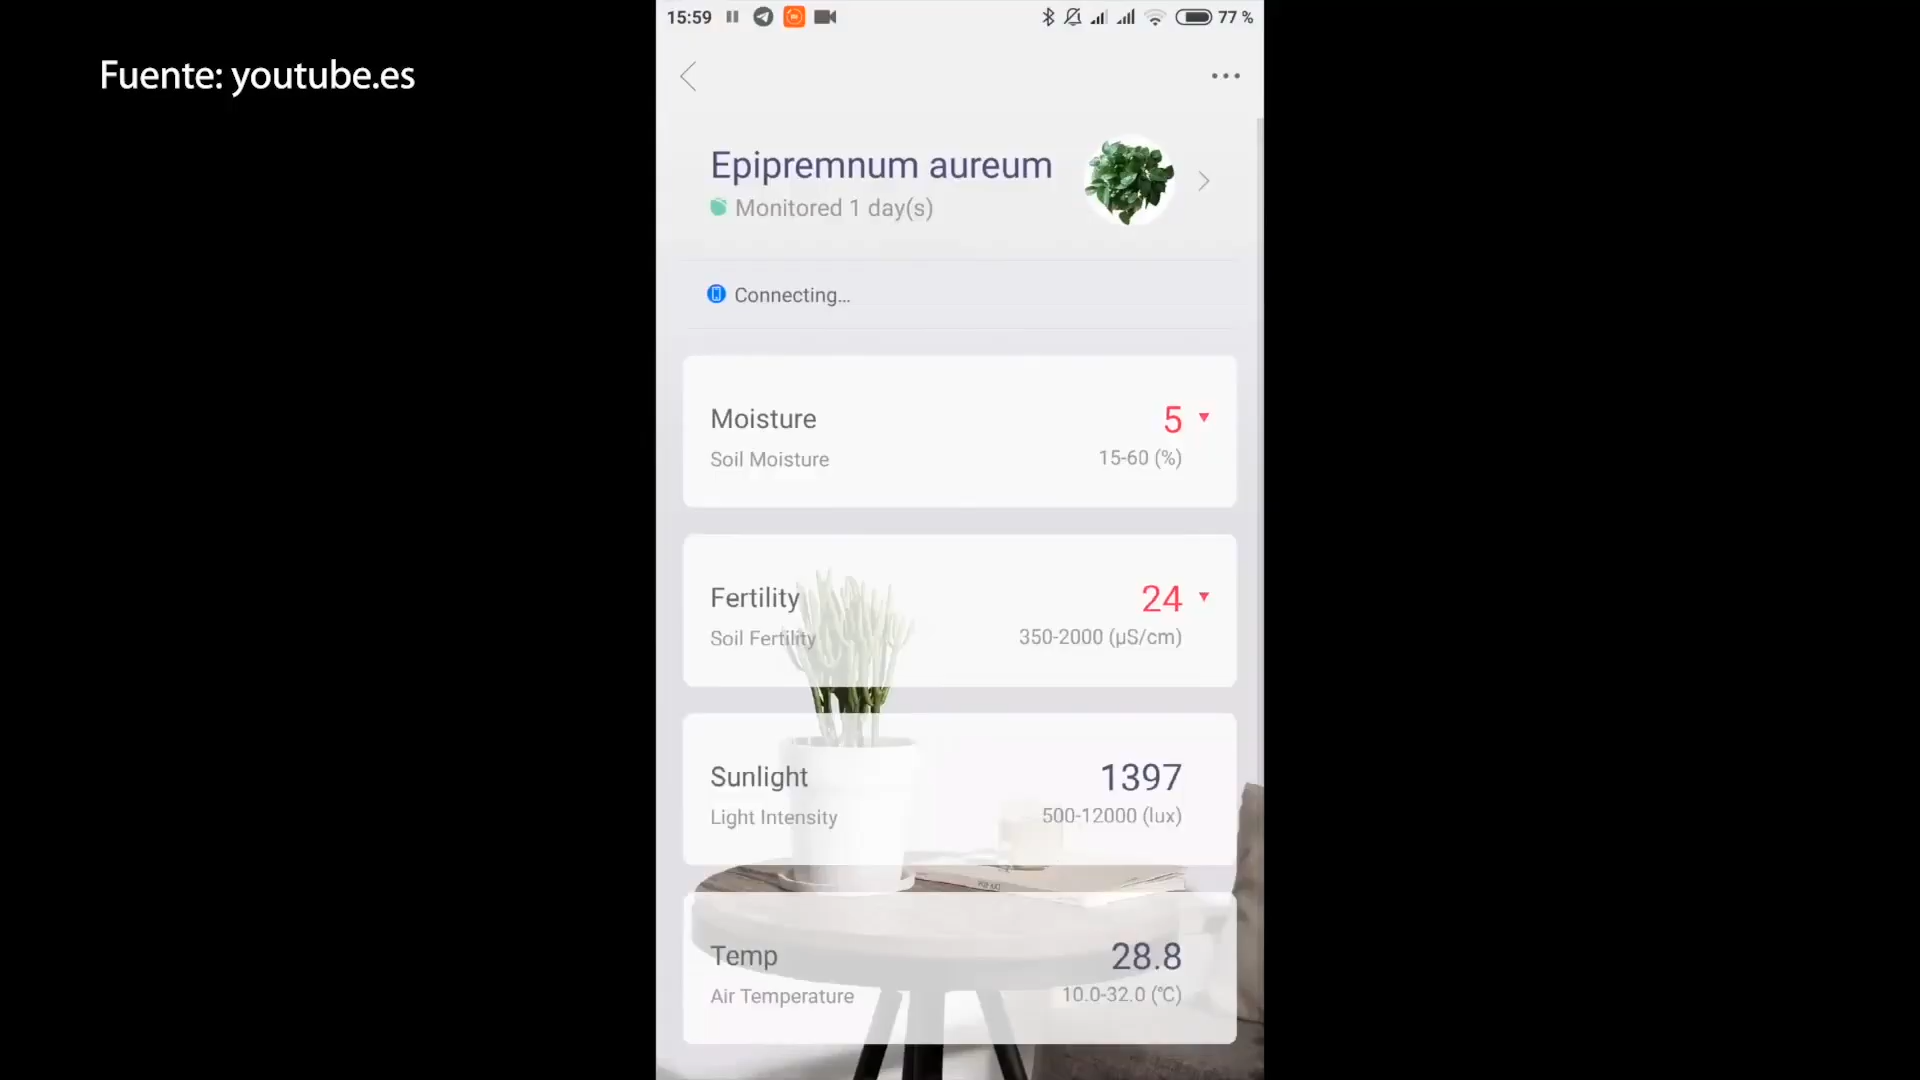 15:59
77 %
Fuente: youtube.es
Epipremnum aureum
Monitored 1 day(s)
Connecting...
Moisture
5
Soil Moisture
15-60 (%)
Fertility
24
Soil Fertility
350-2000 (µS/cm)
Sunlight
1397
Light Intensity
500-12000 (lux)
Temp
28.8
Air Temperature
10.0-32.0 (℃)